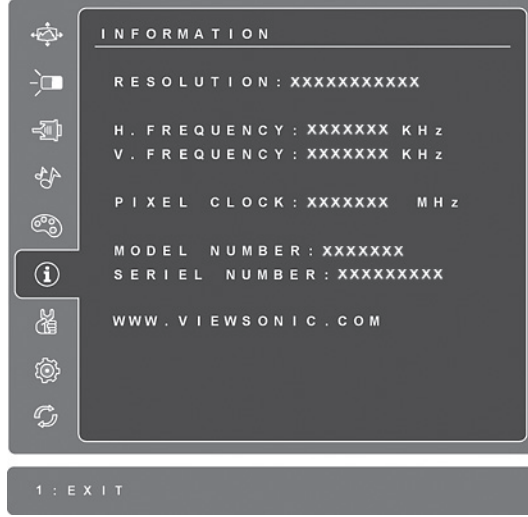 INFORMATION
RESOLUTION: XXXXXXXXXXX
H. FREQUENCY: XXXXXXX KHz
V. FREQUENCY: XXXXXXX KHz
PIXEL CLOCK: XXXXXXX MHz
MODEL NUMBER: XXXXXXX
SERIEL NUMBER: XXXXXXXXX
WWW.VIEWSONIC.COM
1: EXIT